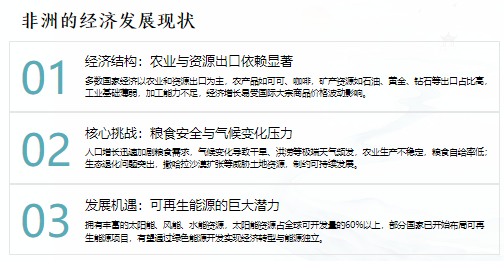 非洲的经济发展现状
01
经济结构：农业与资源出口依赖显著
多数国家经济以农业和资源出口为主，农产品如可可、咖啡，矿产资源如石油、黄金、钻石等出口占比高，
工业基础薄弱，加工能力不足，经济增长易受国际大宗商品价格波动影响。
02
核心挑战：粮食安全与气候变化压力
人口增长迅速加剧粮食需求，气候变化导致干旱、洪涝等极端天气频发，农业生产不稳定，粮食自给率低；
生态退化问题突出，撒哈拉沙漠扩张等威胁土地资源，制约可持续发展。
03
发展机遇：可再生能源的巨大潜力
拥有丰富的太阳能、风能、水能资源，太阳能资源占全球可开发量的60%以上，部分国家已开始布局可再
生能源项目，有望通过绿色能源开发实现经济转型与能源独立。